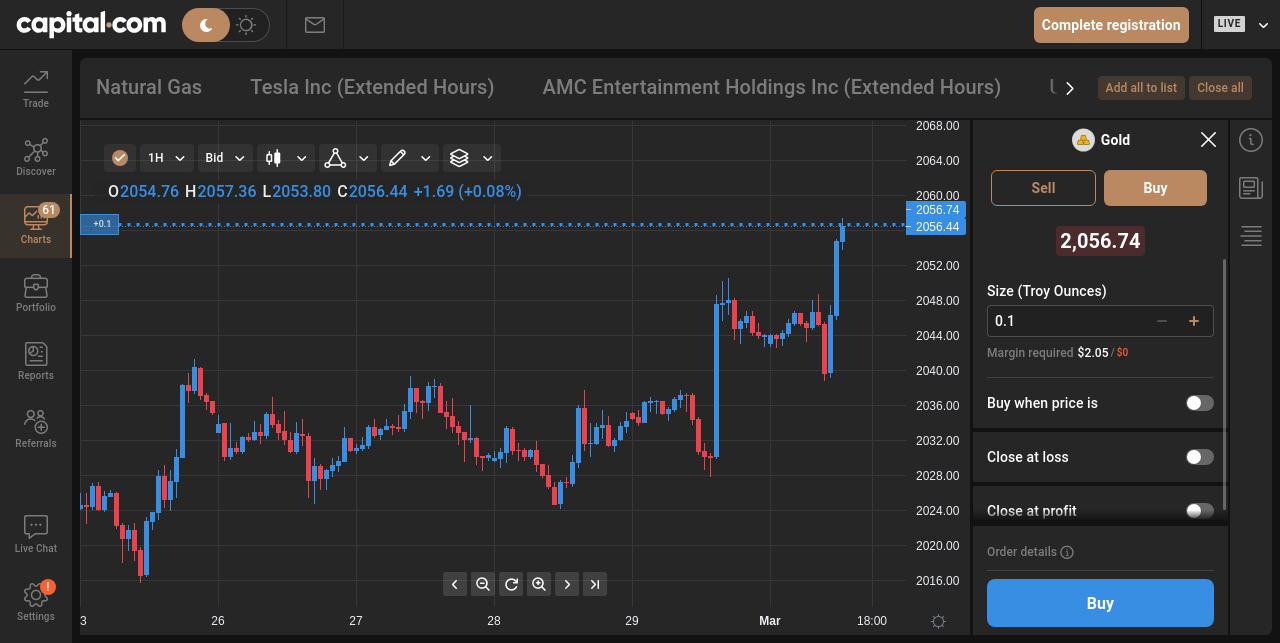 capital.com
Complete registration
LIVE
Trade
Discover
61
Charts
Portfolio
Reports
Referrals
Live Chat
!
Settings
Natural Gas
Tesla Inc (Extended Hours)
AMC Entertainment Holdings Inc (Extended Hours)
Add all to list
Close all
1H
Bid
O2054.76 H2057.36 L2053.80 C2056.44 +1.69 (+0.08%)
+0.1
2068.00
2064.00
2060.00
2056.74
2056.44
2052.00
2048.00
2044.00
2040.00
2036.00
2032.00
2028.00
2024.00
2020.00
2016.00
3 26 27 28 29 Mar 18:00
Gold
Sell
Buy
2,056.74
Size (Troy Ounces)
0.1
Margin required $2.05 / $0
Buy when price is
Close at loss
Close at profit
Order details
Buy